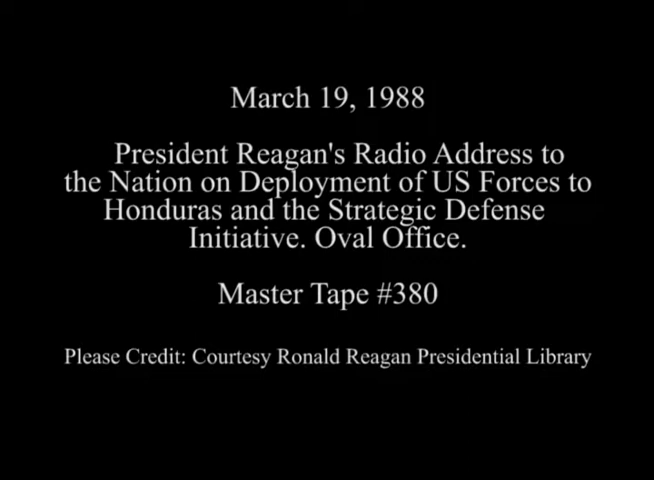 March 19, 1988
President Reagan's Radio Address to
the Nation on Deployment of US Forces to
Honduras and the Strategic Defense
Initiative. Oval Office.
Master Tape #380
Please Credit: Courtesy Ronald Reagan Presidential Library